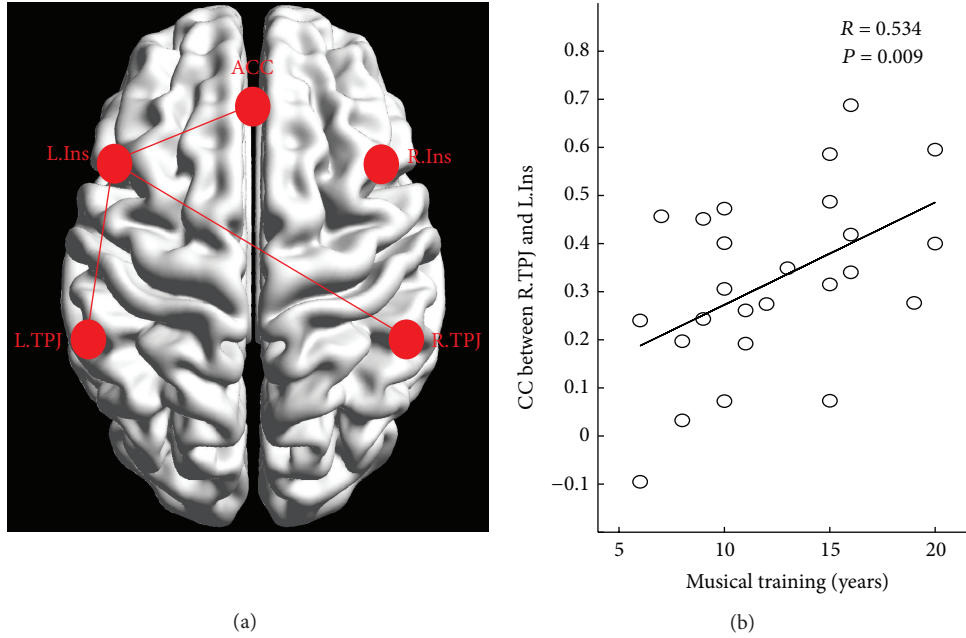 ACC
L.Ins
R.Ins
L.TPJ
R.TPJ
(a)
R = 0.534
P = 0.009
CC between R.TPJ and L.Ins
0.8
0.7
0.6
0.5
0.4
0.3
0.2
0.1
0
−0.1
5 10 15 20
Musical training (years)
(b)